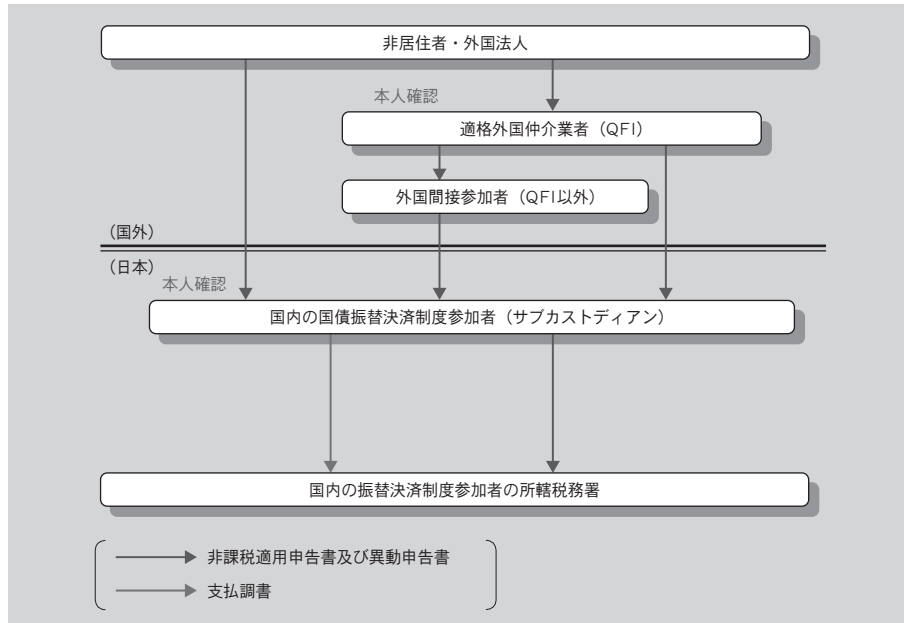 非居住者・外国法人
本人確認
適格外国仲介業者（QFI）
外国間接参加者（QFI以外）
（国外）
（日本）
本人確認
国内の国債振替決済制度参加者（サブカストディアン）
国内の振替決済制度参加者の所轄税務署
非課税適用申告書及び異動申告書
支払調書